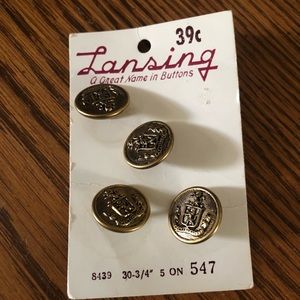 39¢
Lansing
A Great Name in Buttons
8439 30-3/4" 5 ON 547